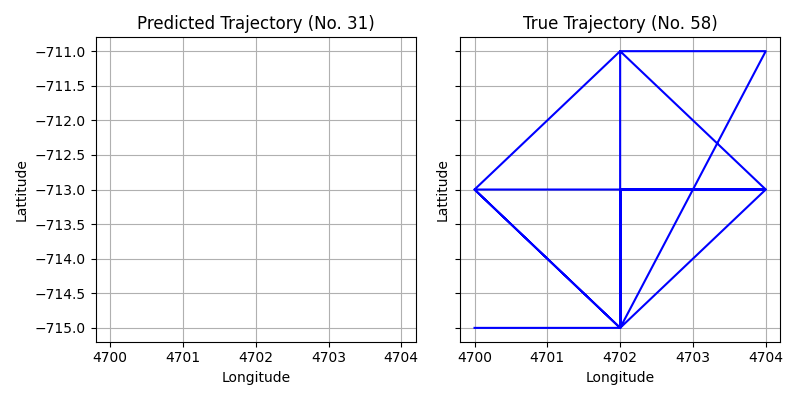 Predicted Trajectory (No. 31)
True Trajectory (No. 58)
Lattitude
−711.0
−711.5
−712.0
−712.5
−713.0
−713.5
−714.0
−714.5
−715.0
4700 4701 4702 4703 4704
Longitude
Lattitude
4700 4701 4702 4703 4704
Longitude